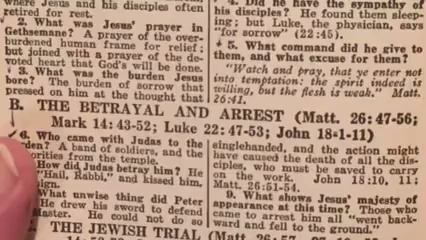 where Jesus and his disciples often
retired for rest.
2. What was Jesus' prayer in
Gethsemane? A prayer of the over-
burdened human frame for relief;
but joined with a prayer of the de-
voted heart that God's will be done.
3. What was the burden Jesus
bore? The burden of sorrow that
pressed on him at the thought that
4. Did he have the sympathy of
his disciples? He found them sleep-
ing; but Luke, the physician, says
"for sorrow" (22:45).
5. What command did he give to
them, and what excuse for them?
"Watch and pray, that ye enter not
into temptation: the spirit indeed is
willing, but the flesh is weak." Matt.
26:41.
B. THE BETRAYAL AND ARREST (Matt. 26:47-56;
Mark 14:43-52; Luke 22:47-53; John 18:1-11)
6. Who came with Judas to the
den? A band of soldiers, and the
orities from the temple.
How did Judas betray him? He
"Hail, Rabbi," and kissed him,
sign.
What unwise thing did Peter
He drew his sword to defend
Master. He could not do so
singlehanded, and the action might
have caused the death of all the dis-
ciples, who must be saved to carry
on the work. John 18:10, 11;
Matt. 26:51-54.
9. What shows Jesus' majesty of
appearance at this time? Those who
came to arrest him all "went back-
ward and fell to the ground."
THE JEWISH TRIAL (Matt. 26:57